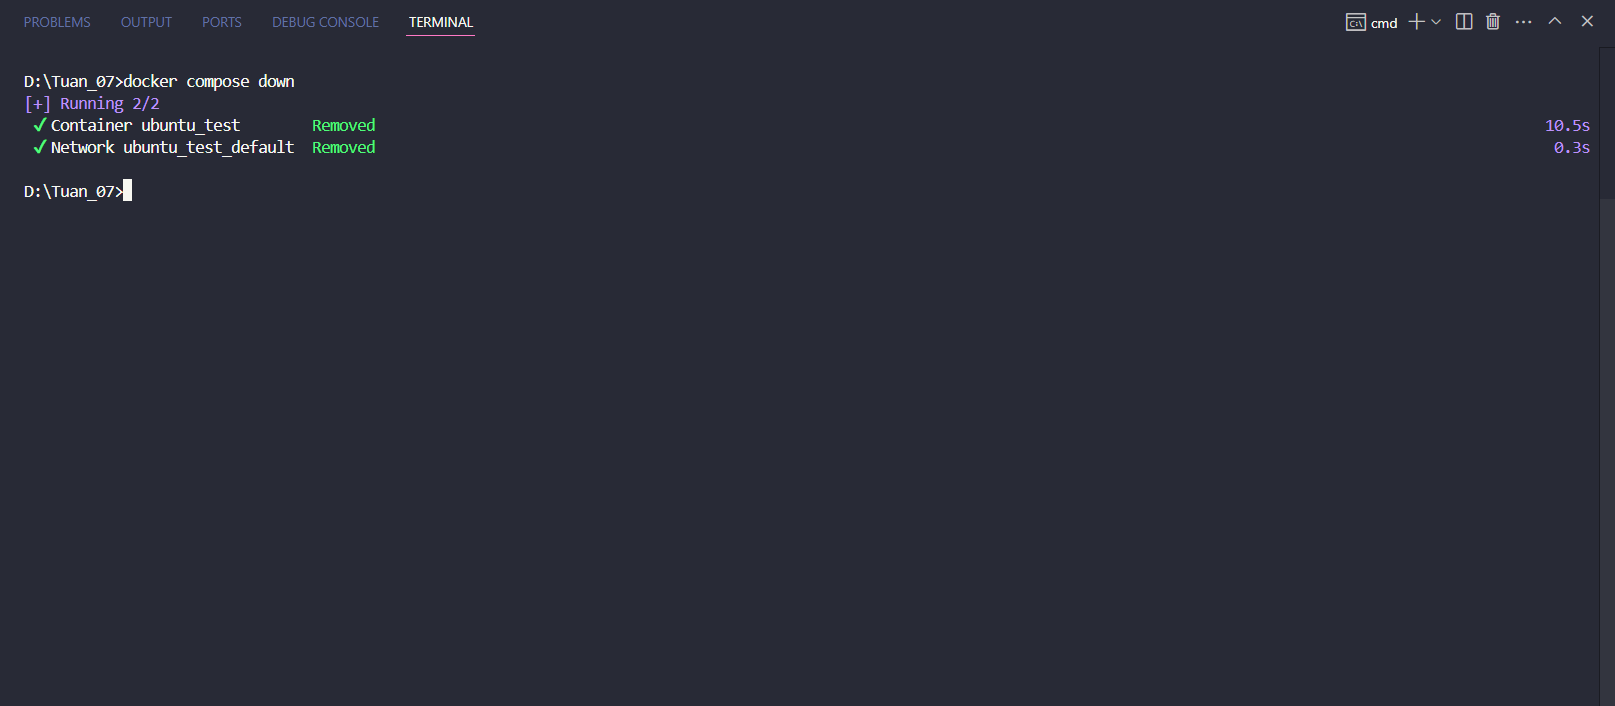 PROBLEMS OUTPUT PORTS DEBUG CONSOLE TERMINAL cmd
D:\Tuan_07>docker compose down
[+] Running 2/2
✔ Container ubuntu_test Removed 10.5s
✔ Network ubuntu_test_default Removed 0.3s
D:\Tuan_07>